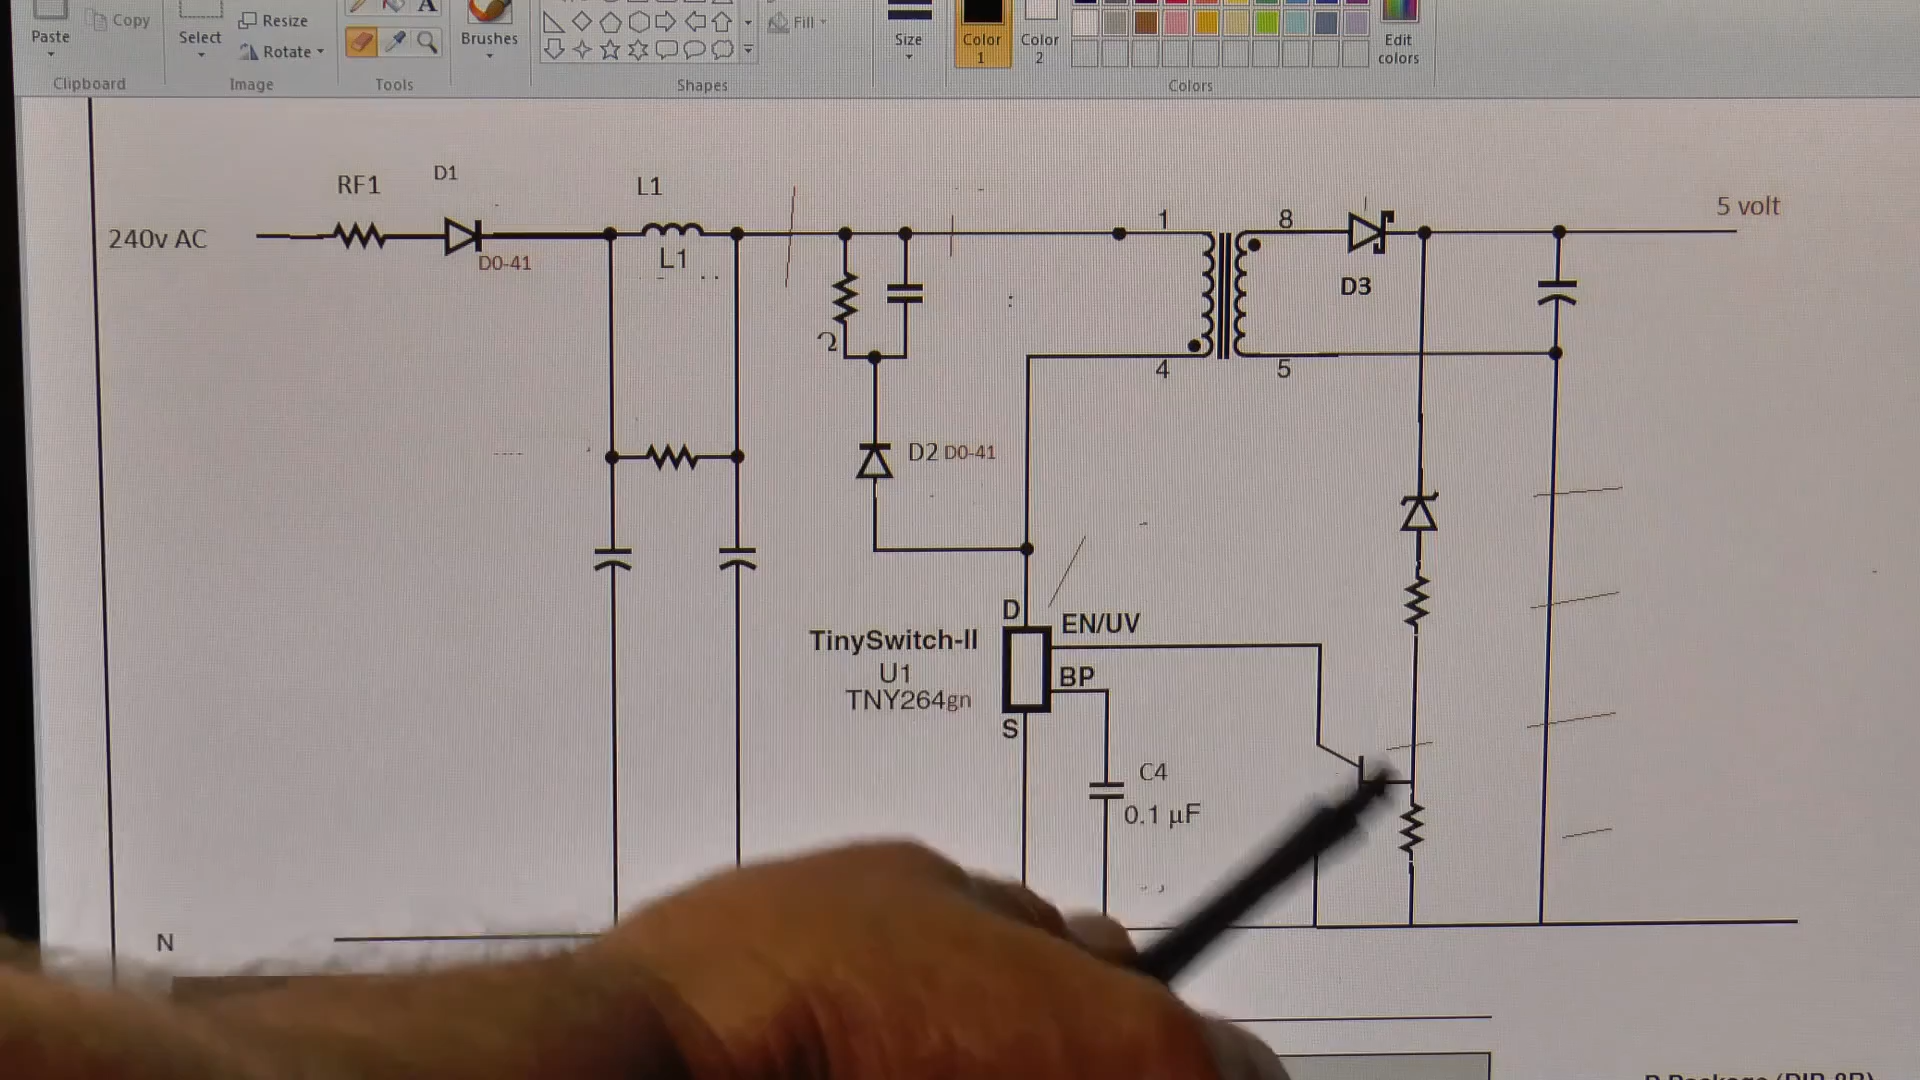 Paste
Copy
Select
Resize
Rotate
A
Brushes
Fill
Size
Color
1
Color
2
Edit
colors
Clipboard
Image
Tools
Shapes
Colors
RF1
D1
L1
240v AC
D0-41
L1
1
8
5 volt
D3
2
4
5
D2 D0-41
D
EN/UV
TinySwitch-II
U1
TNY264gn
BP
S
C4
0.1 µF
N